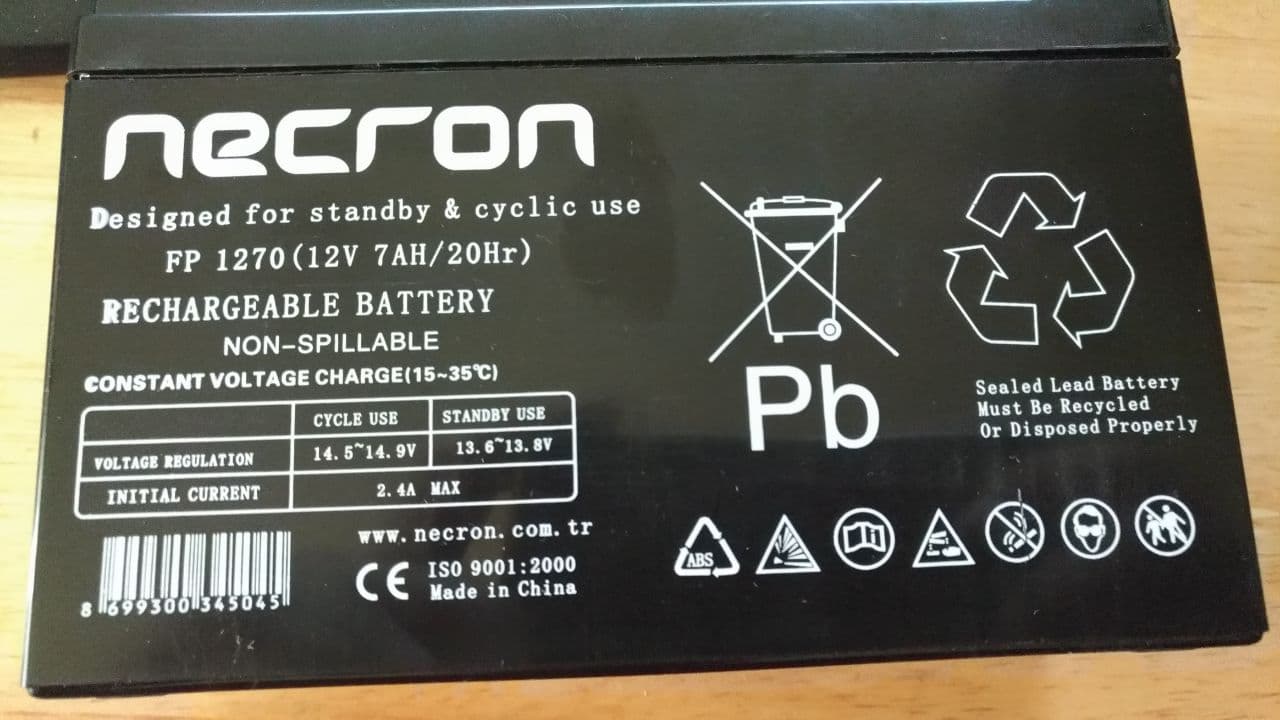 necron
Designed for standby & cyclic use
FP 1270(12V 7AH/20Hr)
RECHARGEABLE BATTERY
NON-SPILLABLE
CONSTANT VOLTAGE CHARGE(15~35℃)
CYCLE USE STANDBY USE
VOLTAGE REGULATION 14.5~14.9V 13.6~13.8V
INITIAL CURRENT 2.4A MAX
www.necron.com.tr
8 699300 345045
CE ISO 9001:2000
Made in China
Pb
Sealed Lead Battery
Must Be Recycled
Or Disposed Properly
ABS